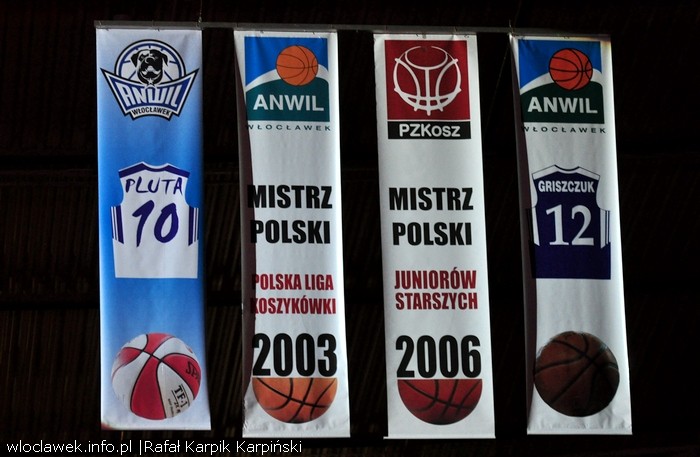 ANWIL
WŁOCŁAWEK
PLUTA
10
ANWIL
WŁOCŁAWEK
MISTRZ
POLSKI
POLSKA LIGA
KOSZYKÓWKI
2003
PZKosz
MISTRZ
POLSKI
JUNIORÓW
STARSZYCH
2006
ANWIL
WŁOCŁAWEK
GRISZCZUK
12
wloclawek.info.pl |Rafał Karpik Karpiński